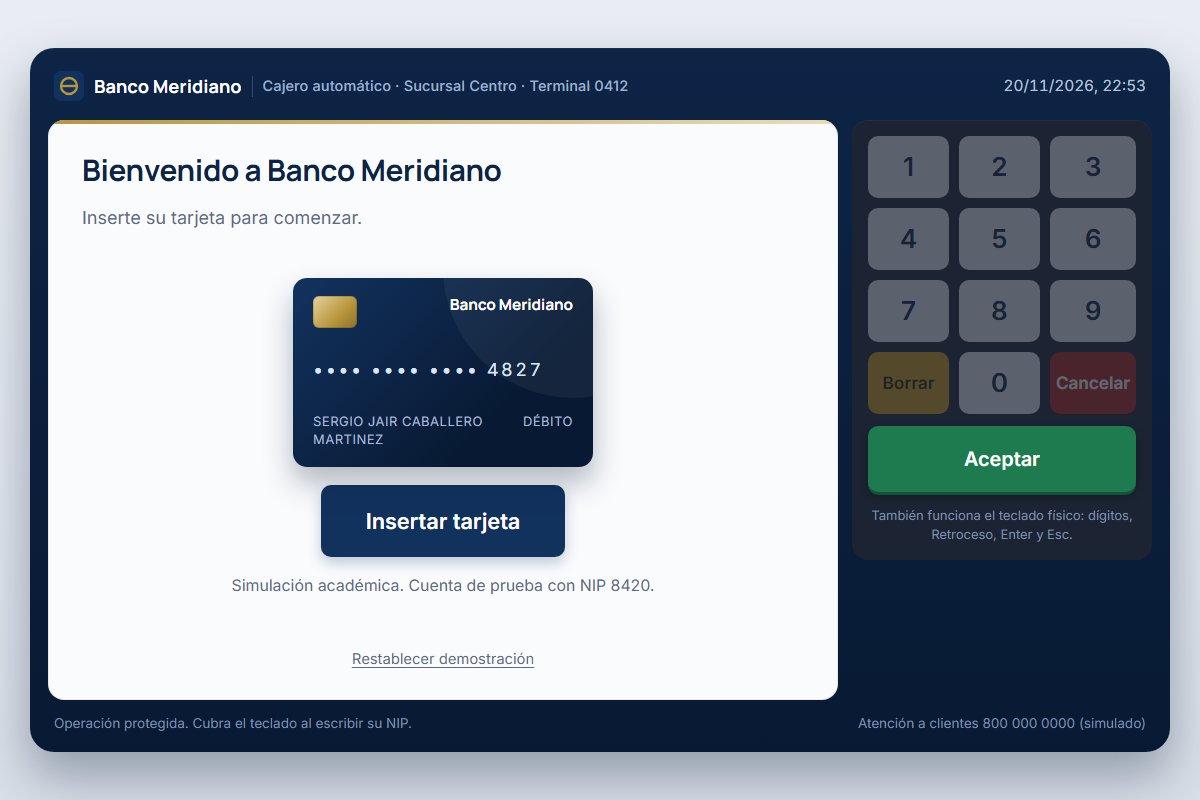 Banco Meridiano
Cajero automático · Sucursal Centro · Terminal 0412
20/11/2026, 22:53
Bienvenido a Banco Meridiano
Inserte su tarjeta para comenzar.
Banco Meridiano
•••• •••• •••• 4827
SERGIO JAIR CABALLERO
MARTINEZ
DÉBITO
Insertar tarjeta
Simulación académica. Cuenta de prueba con NIP 8420.
Restablecer demostración
1 2 3
4 5 6
7 8 9
Borrar 0 Cancelar
Aceptar
También funciona el teclado físico: dígitos,
Retroceso, Enter y Esc.
Operación protegida. Cubra el teclado al escribir su NIP.
Atención a clientes 800 000 0000 (simulado)